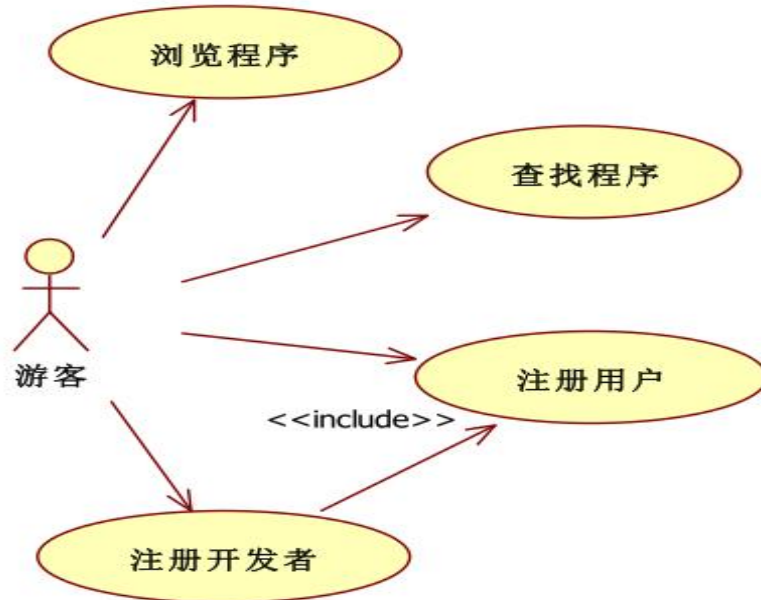 浏览程序
查找程序
游客
注册用户
<<include>>
注册开发者